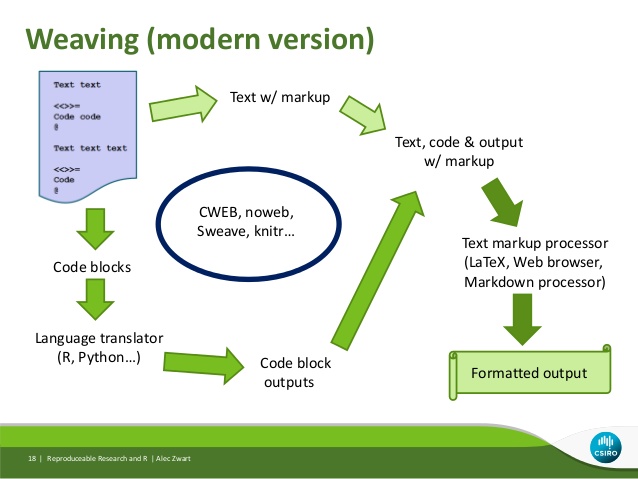 Weaving (modern version)
Text text
<<>>=
Code code
@
Text text text
<<>>=
Code
@
Text w/ markup
Text, code & output
w/ markup
CWEB, noweb,
Sweave, knitr…
Code blocks
Text markup processor
(LaTeX, Web browser,
Markdown processor)
Language translator
(R, Python…)
Code block
outputs
Formatted output
18 | Reproduceable Research and R | Alec Zwart
CSIRO